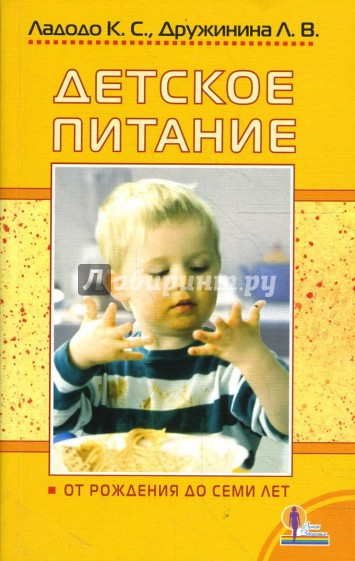 Ладодо К. С., Дружинина Л. В.
ДЕТСКОЕ
ПИТАНИЕ
Лабиринт.ру
ОТ РОЖДЕНИЯ ДО СЕМИ ЛЕТ